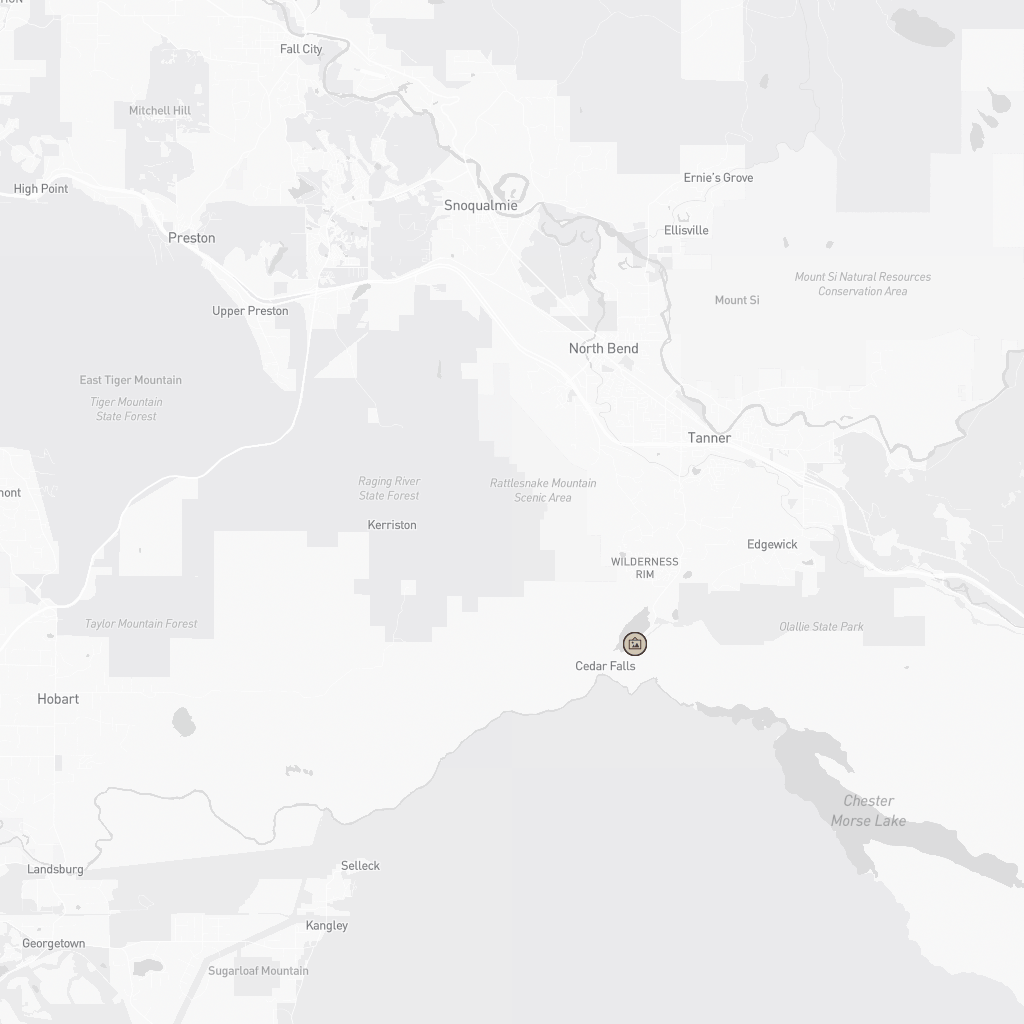 Fall City
Mitchell Hill
High Point
Ernie's Grove
Snoqualmie
Ellisville
Preston
Mount Si Natural Resources
Conservation Area
Mount Si
Upper Preston
North Bend
East Tiger Mountain
Tiger Mountain
State Forest
Tanner
Raging River
State Forest
Rattlesnake Mountain
Scenic Area
mont
Kerriston
Edgewick
WILDERNESS
RIM
Taylor Mountain Forest
Olallie State Park
Cedar Falls
Hobart
Chester
Morse Lake
Landsburg
Selleck
Kangley
Georgetown
Sugarloaf Mountain